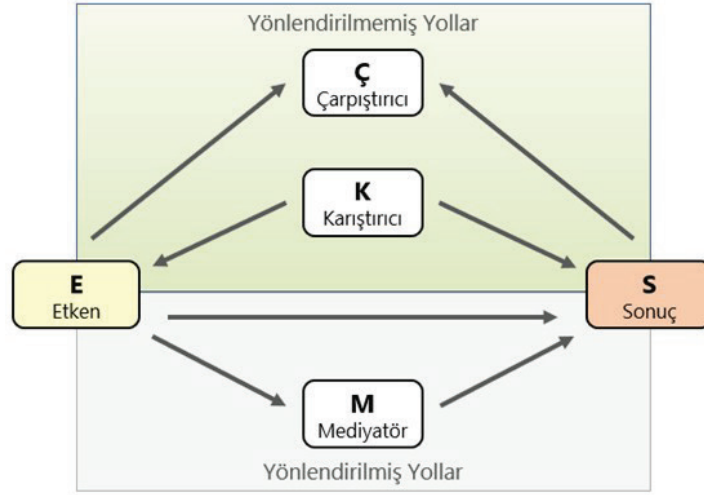 Yönlendirilmemiş Yollar
Ç
Çarpıştırıcı
K
Karıştırıcı
E
Etken
S
Sonuç
M
Mediyatör
Yönlendirilmiş Yollar